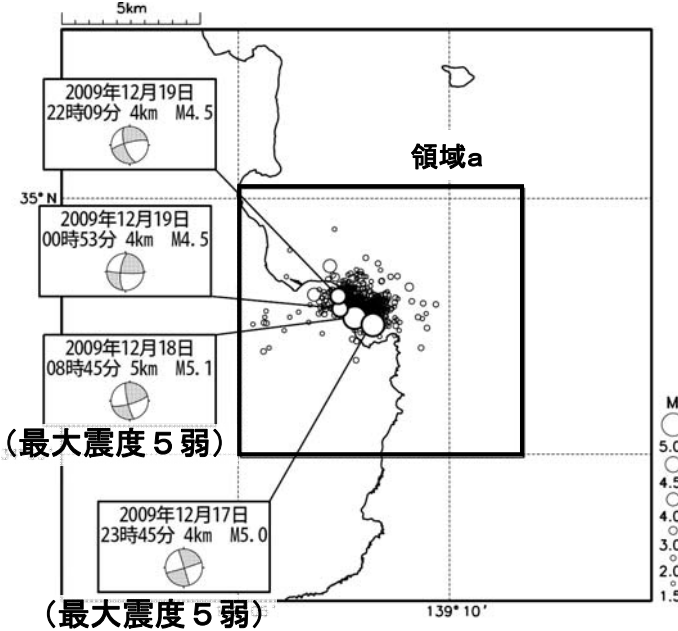 5km
2009年12月19日
22時09分 4km M4.5
領域a
35°N
2009年12月19日
00時53分 4km M4.5
2009年12月18日
08時45分 5km M5.1
（最大震度５弱）
2009年12月17日
23時45分 4km M5.0
（最大震度５弱）
139°10'
M
5.0
4.5
4.0
3.0
2.0
1.5